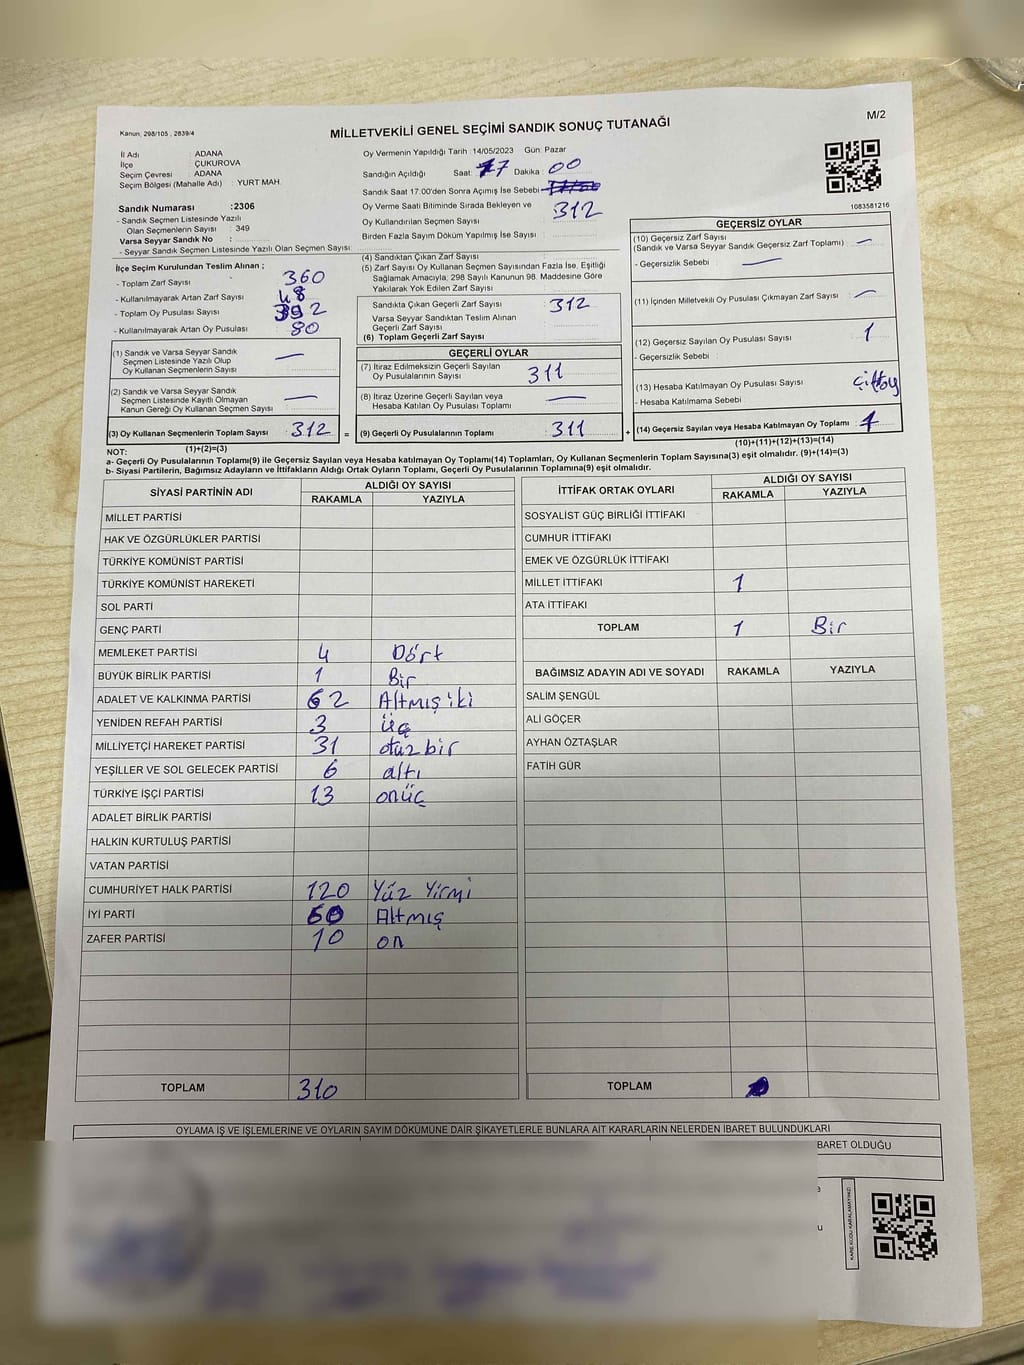 M/2
Kanun; 298/105 , 2839/4
MİLLETVEKİLİ GENEL SEÇİMİ SANDIK SONUÇ TUTANAĞI
İl Adı : ADANA
İlçe : ÇUKUROVA
Seçim Çevresi : ADANA
Seçim Bölgesi (Mahalle Adı) : YURT MAH
Sandık Numarası :2306
- Sandık Seçmen Listesinde Yazılı
Olan Seçmenlerin Sayısı : 349
Varsa Seyyar Sandık No :
- Seyyar Sandık Seçmen Listesinde Yazılı Olan Seçmen Sayısı :
Oy Vermenin Yapıldığı Tarih :14/05/2023 Gün: Pazar
Sandığın Açıldığı Saat: 17 Dakika : 00
Sandık Saat 17:00'den Sonra Açımış İse Sebebi
Oy Verme Saati Bitiminde Sırada Bekleyen ve
Oy Kullandırılan Seçmen Sayısı : 312
Birden Fazla Sayım Döküm Yapılmış İse Sayısı :
1083581216
İlçe Seçim Kurulundan Teslim Alınan ;
- Toplam Zarf Sayısı : 360
- Kullanılmayarak Artan Zarf Sayısı : 48
- Toplam Oy Pusulası Sayısı : 392
- Kullanılmayarak Artan Oy Pusulası : 80
(1) Sandık ve Varsa Seyyar Sandık
Seçmen Listesinde Yazılı Olup
Oy Kullanan Seçmenlerin Sayısı : —
(2) Sandık ve Varsa Seyyar Sandık
Seçmen Listesinde Kayıtlı Olmayan
Kanun Gereği Oy Kullanan Seçmen Sayısı : —
(3) Oy Kullanan Seçmenlerin Toplam Sayısı : 312 =
(4) Sandıktan Çıkan Zarf Sayısı :
(5) Zarf Sayısı Oy Kullanan Seçmen Sayısından Fazla İse, Eşitliği
Sağlamak Amacıyla, 298 Sayılı Kanunun 98. Maddesine Göre
Yakılarak Yok Edilen Zarf Sayısı :
Sandıkta Çıkan Geçerli Zarf Sayısı : 312
Varsa Seyyar Sandıktan Teslim Alınan
Geçerli Zarf Sayısı :
(6) Toplam Geçerli Zarf Sayısı :
GEÇERLİ OYLAR
(7) İtiraz Edilmeksizin Geçerli Sayılan
Oy Pusulalarının Sayısı : 311
(8) İtiraz Üzerine Geçerli Sayılan veya
Hesaba Katılan Oy Pusulası Toplamı : —
(9) Geçerli Oy Pusulalarının Toplamı : 311 +
GEÇERSİZ OYLAR
(10) Geçersiz Zarf Sayısı
(Sandık ve Varsa Seyyar Sandık Geçersiz Zarf Toplamı) : —
- Geçersizlik Sebebi : —
(11) İçinden Milletvekili Oy Pusulası Çıkmayan Zarf Sayısı : —
(12) Geçersiz Sayılan Oy Pusulası Sayısı : 1
- Geçersizlik Sebebi :
(13) Hesaba Katılmayan Oy Pusulası Sayısı : çift oy
- Hesaba Katılmama Sebebi :
(14) Geçersiz Sayılan veya Hesaba Katılmayan Oy Toplamı : 1
NOT: (1)+(2)=(3) (10)+(11)+(12)+(13)=(14)
a- Geçerli Oy Pusulalarının Toplamı(9) ile Geçersiz Sayılan veya Hesaba Katılmayan oy Toplamı(14) Toplamları, Oy Kullanan Seçmenlerin Toplam Sayısına(3) eşit olmalıdır. (9)+(14)=(3)
b- Siyasi Partilerin, Bağımsız Adayların ve İttifakların Aldığı Ortak Oyların Toplamı, Geçerli Oy Pusulalarının Toplamına(9) eşit olmalıdır.
SİYASİ PARTİNİN ADI ALDIĞI OY SAYISI
RAKAMLA YAZIYLA
MİLLET PARTİSİ
HAK VE ÖZGÜRLÜKLER PARTİSİ
TÜRKİYE KOMÜNİST PARTİSİ
TÜRKİYE KOMÜNİST HAREKETİ
SOL PARTİ
GENÇ PARTİ
MEMLEKET PARTİSİ 4 Dört
BÜYÜK BİRLİK PARTİSİ 1 Bir
ADALET VE KALKINMA PARTİSİ 62 Altmış iki
YENİDEN REFAH PARTİSİ 3 üç
MİLLİYETÇİ HAREKET PARTİSİ 31 otuz bir
YEŞİLLER VE SOL GELECEK PARTİSİ 6 altı
TÜRKİYE İŞÇİ PARTİSİ 13 onüç
ADALET BİRLİK PARTİSİ
HALKIN KURTULUŞ PARTİSİ
VATAN PARTİSİ
CUMHURİYET HALK PARTİSİ 120 Yüz Yirmi
İYİ PARTİ 60 Altmış
ZAFER PARTİSİ 10 on
TOPLAM 310
İTTİFAK ORTAK OYLARI ALDIĞI OY SAYISI
RAKAMLA YAZIYLA
SOSYALİST GÜÇ BİRLİĞİ İTTİFAKI
CUMHUR İTTİFAKI
EMEK VE ÖZGÜRLÜK İTTİFAKI
MİLLET İTTİFAKI 1
ATA İTTİFAKI
TOPLAM 1 Bir
BAĞIMSIZ ADAYIN ADI VE SOYADI RAKAMLA YAZIYLA
SALİM ŞENGÜL
ALİ GÖÇER
AYHAN ÖZTAŞLAR
FATİH GÜR
TOPLAM
OYLAMA İŞ VE İŞLEMLERİNE VE OYLARIN SAYIM DÖKÜMÜNE DAİR ŞİKAYETLERLE BUNLARA AİT KARARLARIN NELERDEN İBARET BULUNDUKLARI
BARET OLDUĞU
KARE KODU KARALAMAYINIZ!